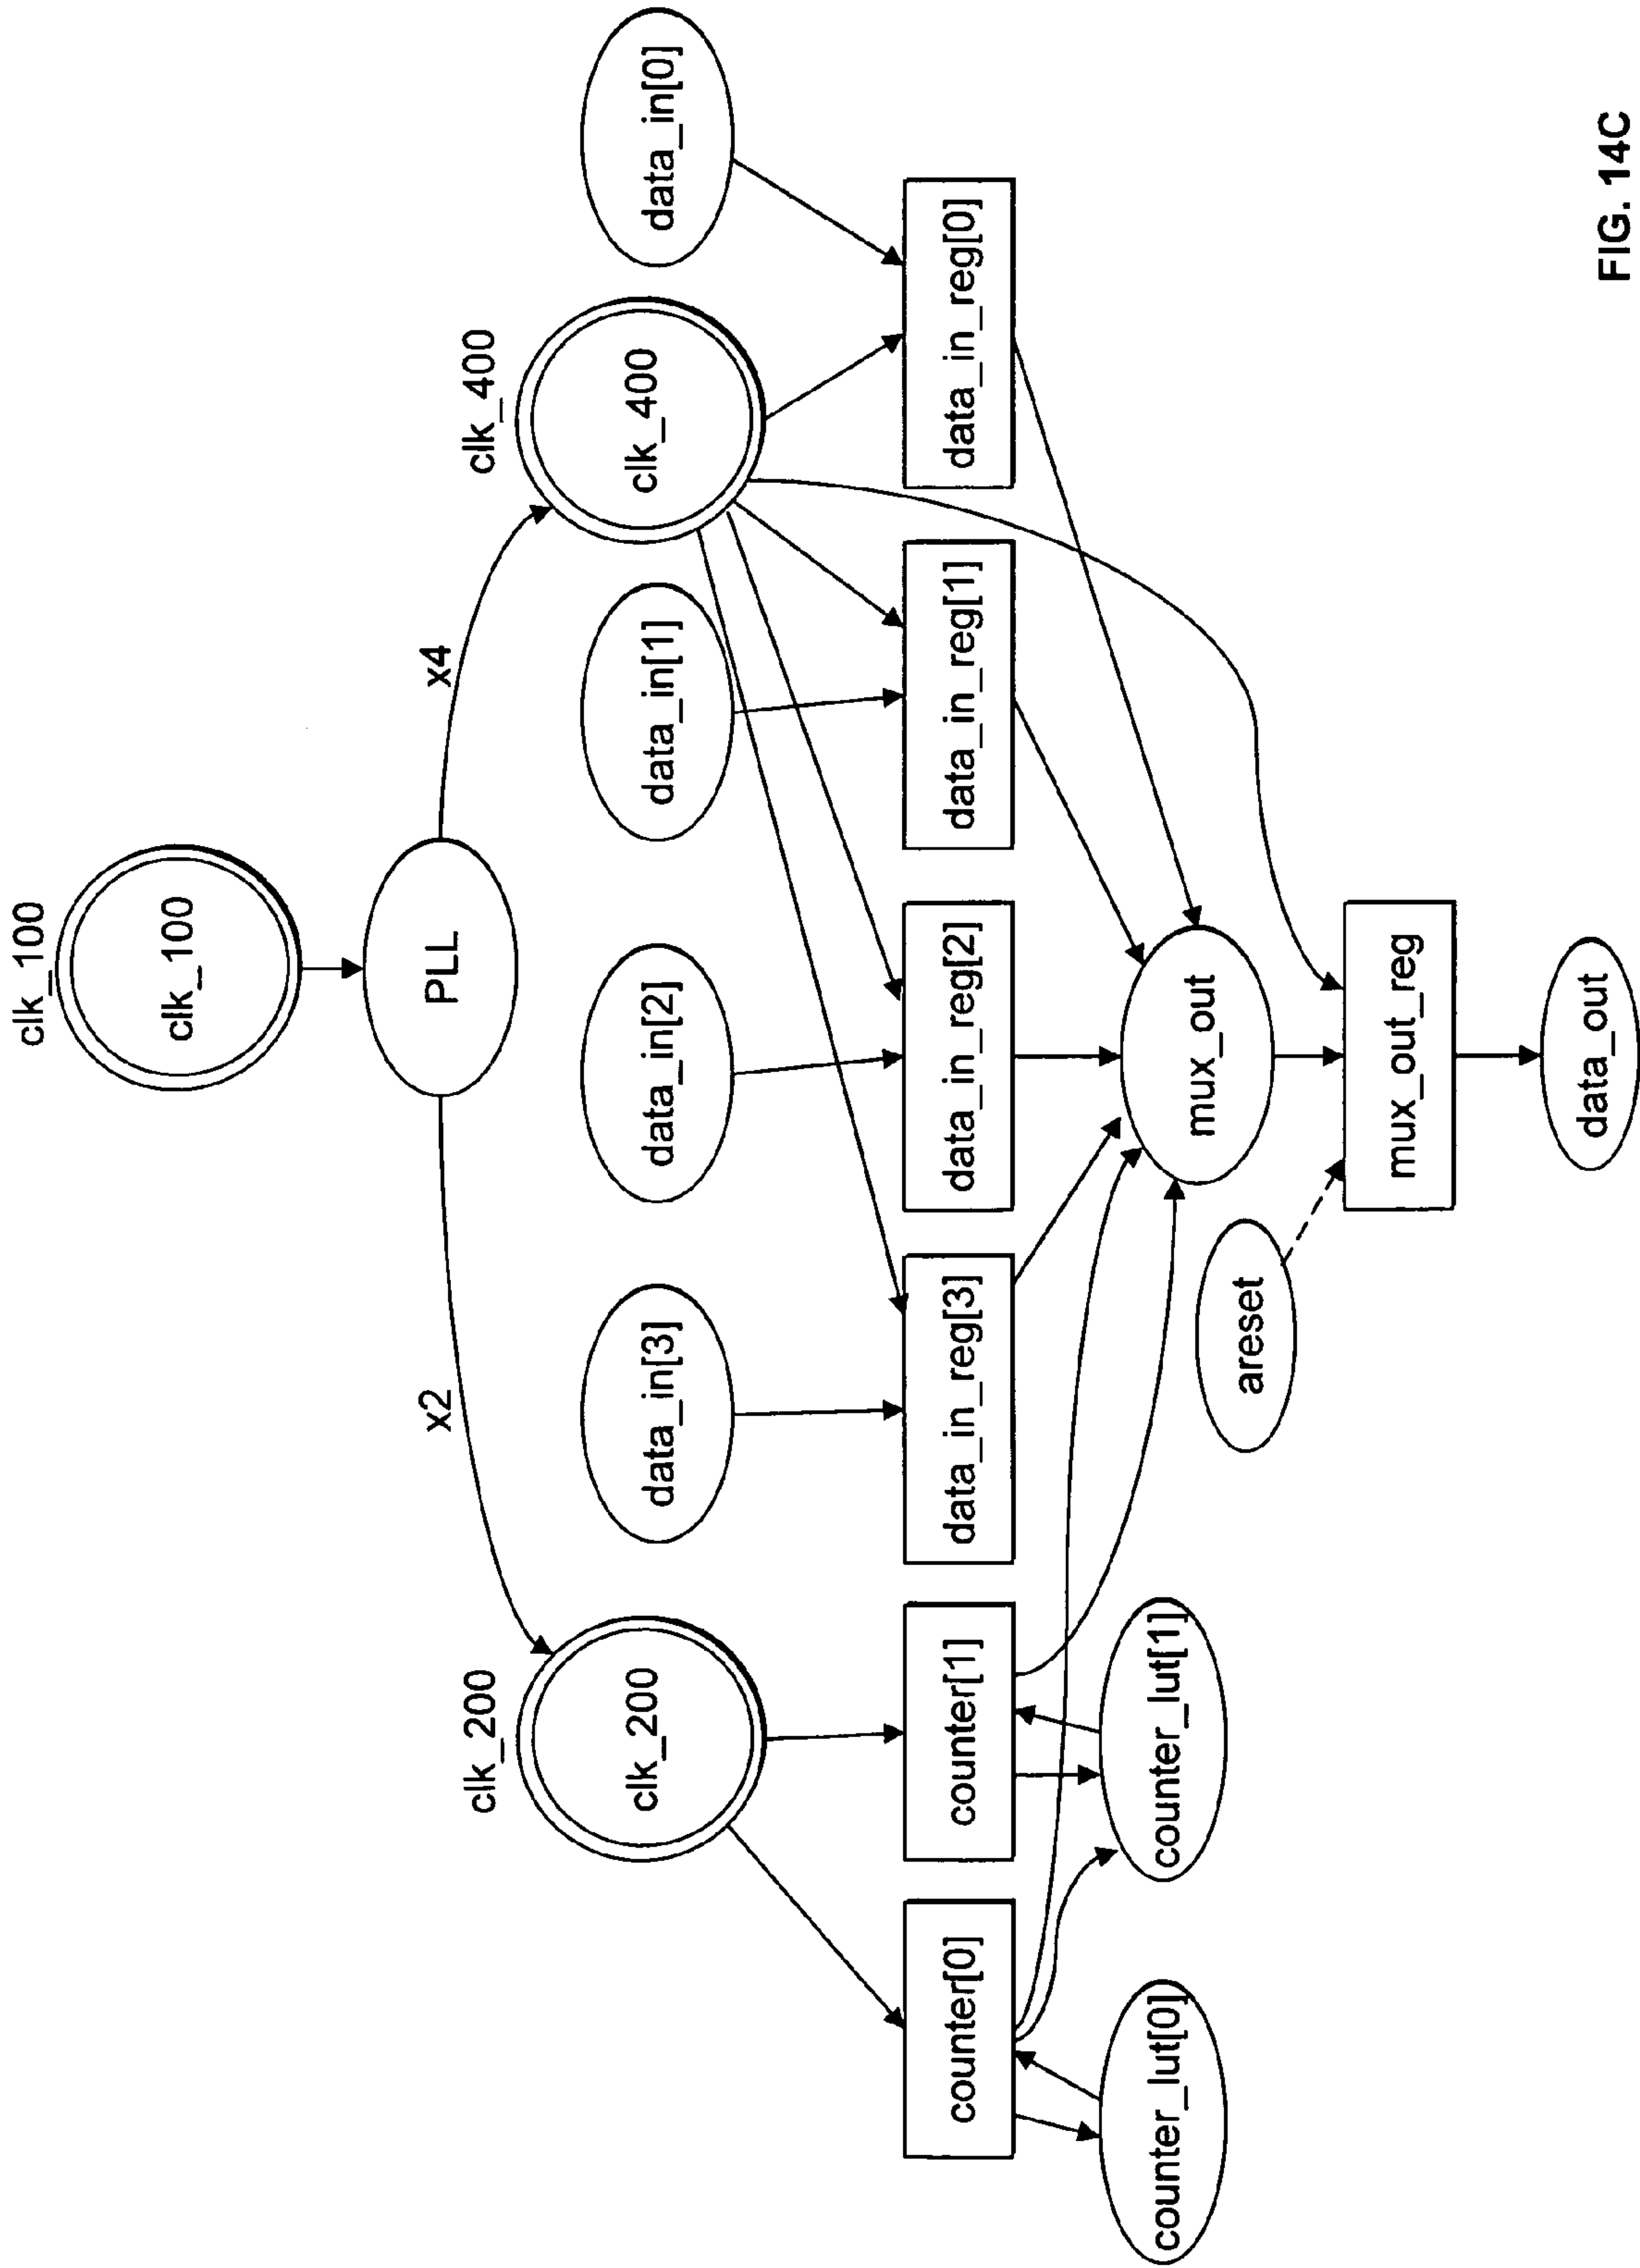 clk_100
clk_100
PLL
x2
x4
clk_200
clk_400
clk_200
clk_400
data_in[3]
data_in[2]
data_in[1]
data_in[0]
counter[0]
counter[1]
data_in_reg[3]
data_in_reg[2]
data_in_reg[1]
data_in_reg[0]
counter_lut[0]
counter_lut[1]
mux_out
areset
mux_out_reg
data_out
FIG. 14C